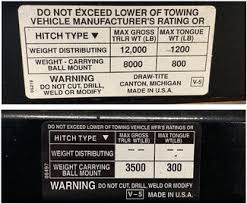 DO NOT EXCEED LOWER OF TOWING
VEHICLE MANUFACTURER'S RATING OR
HITCH TYPE ▼ MAX GROSS TRLR WT (LB) MAX TONGUE WT (LB)
WEIGHT DISTRIBUTING 12,000 1200
WEIGHT - CARRYING BALL MOUNT 8000 800
WARNING
DO NOT CUT, DRILL,
WELD OR MODIFY
DRAW-TITE
CANTON, MICHIGAN
MADE IN U.S.A.
V-5
DO NOT EXCEED LOWER OF TOWING VEHICLE MFR'S RATING OR
HITCH TYPE ▼ MAX GROSS TRLR WT(LB) MAX TONGUE WT(LB)
WEIGHT DISTRIBUTING
WEIGHT CARRYING BALL MOUNT 3500 300
WARNING DO NOT CUT, DRILL, WELD OR MODIFY
V-5 MADE IN U.S.A.